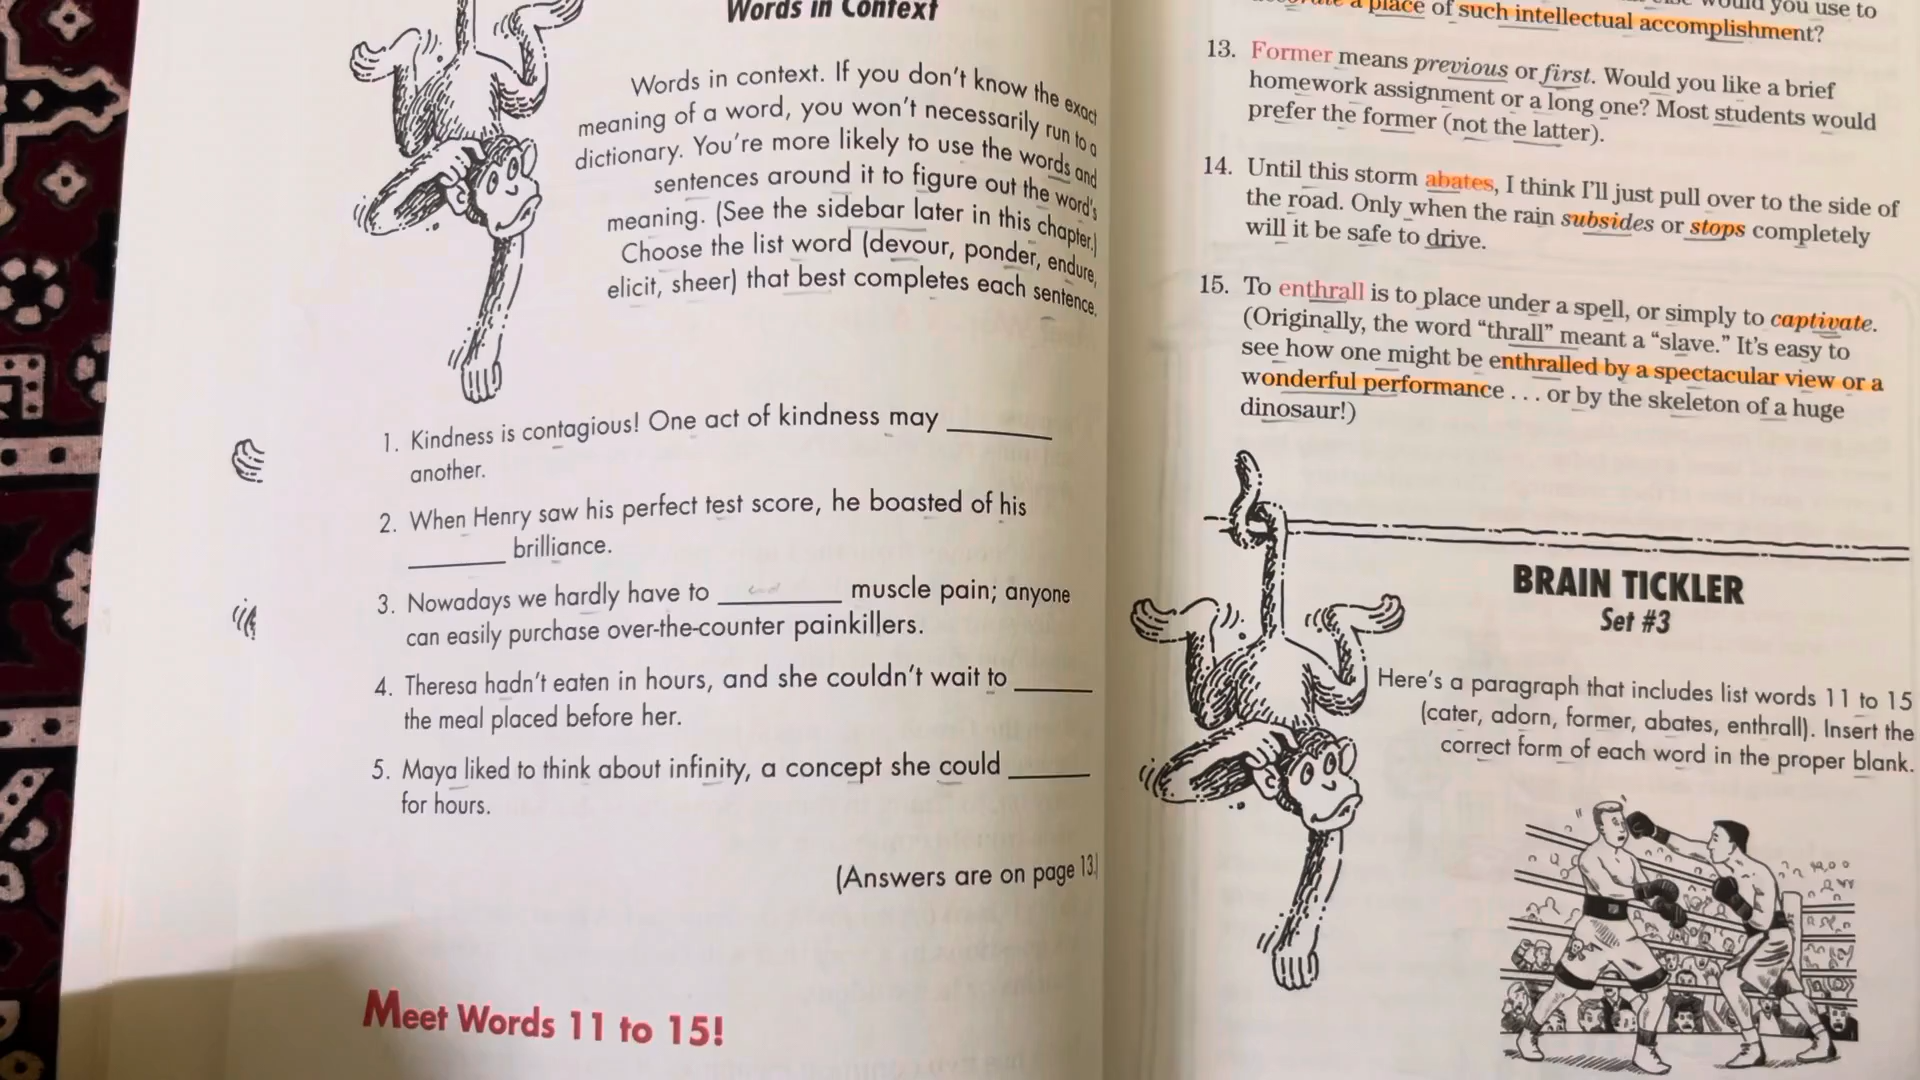 Words in Context
Words in context. If you don't know the exact
meaning of a word, you won't necessarily run to a
dictionary. You're more likely to use the words and
sentences around it to figure out the word's
meaning. (See the sidebar later in this chapter.)
Choose the list word (devour, ponder, endure,
elicit, sheer) that best completes each sentence.
1. Kindness is contagious! One act of kindness may ________
another.
2. When Henry saw his perfect test score, he boasted of his
________ brilliance.
3. Nowadays we hardly have to ________ muscle pain; anyone
can easily purchase over-the-counter painkillers.
4. Theresa hadn't eaten in hours, and she couldn't wait to ______
the meal placed before her.
5. Maya liked to think about infinity, a concept she could ______
for hours.
(Answers are on page 13.)
Meet Words 11 to 15!
would you use to
a place of such intellectual accomplishment?
13. Former means previous or first. Would you like a brief
homework assignment or a long one? Most students would
prefer the former (not the latter).
14. Until this storm abates, I think I'll just pull over to the side of
the road. Only when the rain subsides or stops completely
will it be safe to drive.
15. To enthrall is to place under a spell, or simply to captivate.
(Originally, the word “thrall” meant a “slave.” It's easy to
see how one might be enthralled by a spectacular view or a
wonderful performance . . . or by the skeleton of a huge
dinosaur!)
BRAIN TICKLER
Set #3
Here's a paragraph that includes list words 11 to 15
(cater, adorn, former, abates, enthrall). Insert the
correct form of each word in the proper blank.